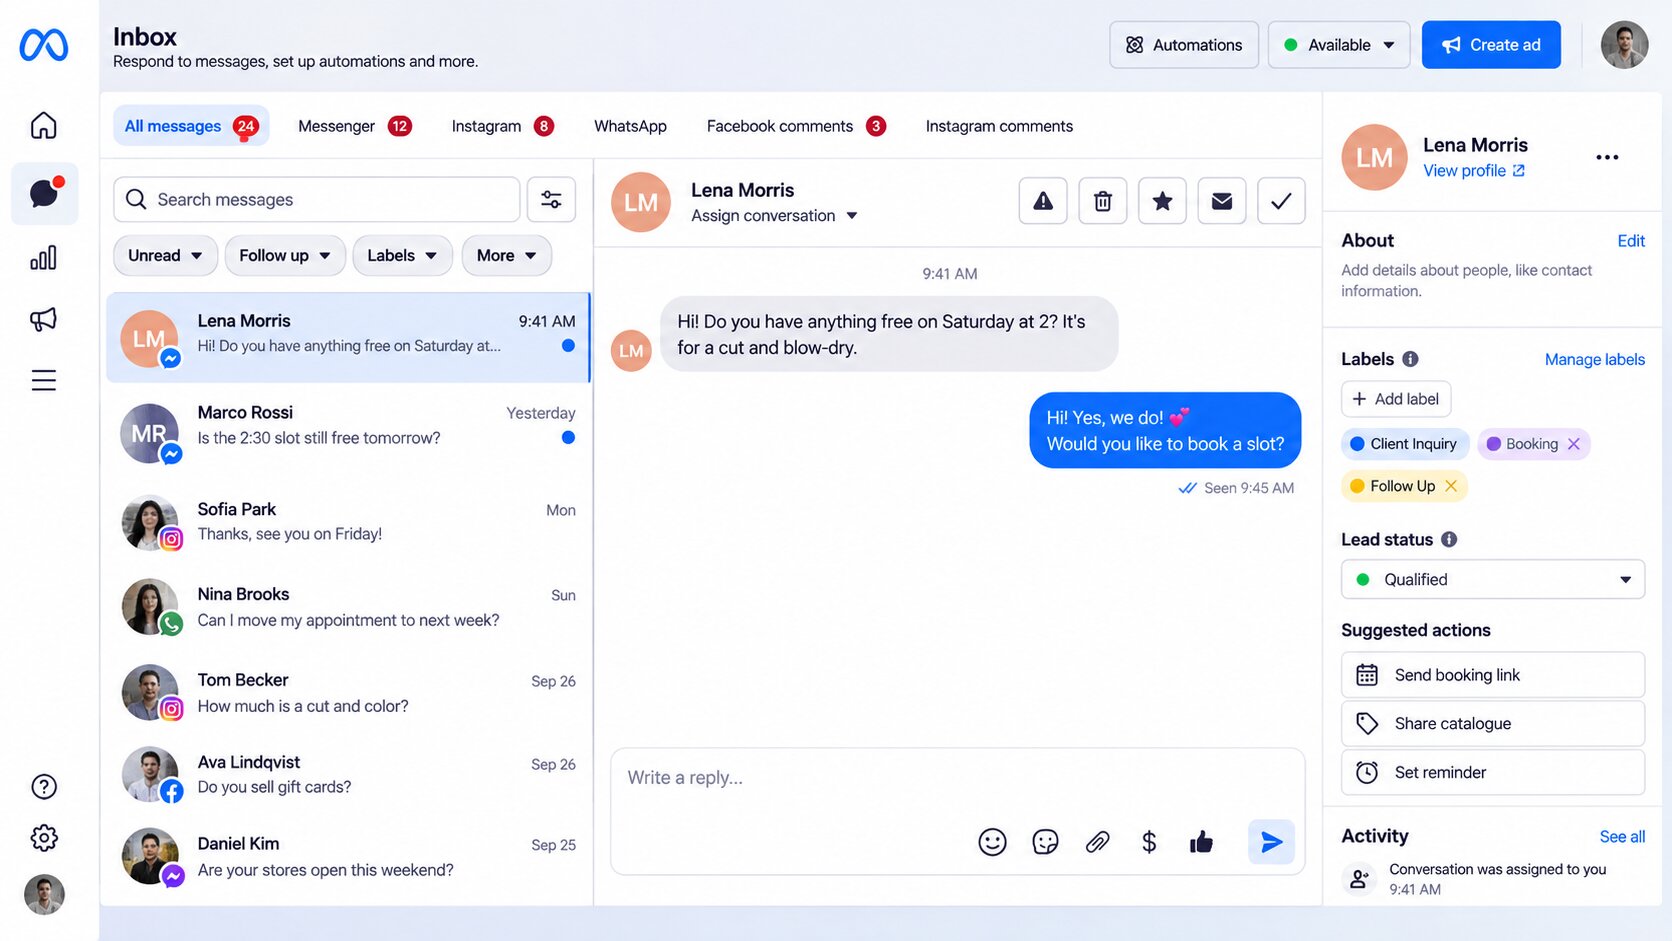 Inbox
Respond to messages, set up automations and more.
Automations
Available
Create ad
All messages 24
Messenger 12
Instagram 8
WhatsApp
Facebook comments 3
Instagram comments
Search messages
Unread
Follow up
Labels
More
LM
Lena Morris
9:41 AM
Hi! Do you have anything free on Saturday at...
MR
Marco Rossi
Yesterday
Is the 2:30 slot still free tomorrow?
Sofia Park
Mon
Thanks, see you on Friday!
Nina Brooks
Sun
Can I move my appointment to next week?
Tom Becker
Sep 26
How much is a cut and color?
Ava Lindqvist
Sep 26
Do you sell gift cards?
Daniel Kim
Sep 25
Are your stores open this weekend?
LM
Lena Morris
Assign conversation
9:41 AM
LM
Hi! Do you have anything free on Saturday at 2? It's
for a cut and blow-dry.
Hi! Yes, we do! 💕
Would you like to book a slot?
Seen 9:45 AM
Write a reply...
LM
Lena Morris
View profile
About
Edit
Add details about people, like contact
information.
Labels
Manage labels
+ Add label
Client Inquiry
Booking
Follow Up
Lead status
Qualified
Suggested actions
Send booking link
Share catalogue
Set reminder
Activity
See all
Conversation was assigned to you
9:41 AM